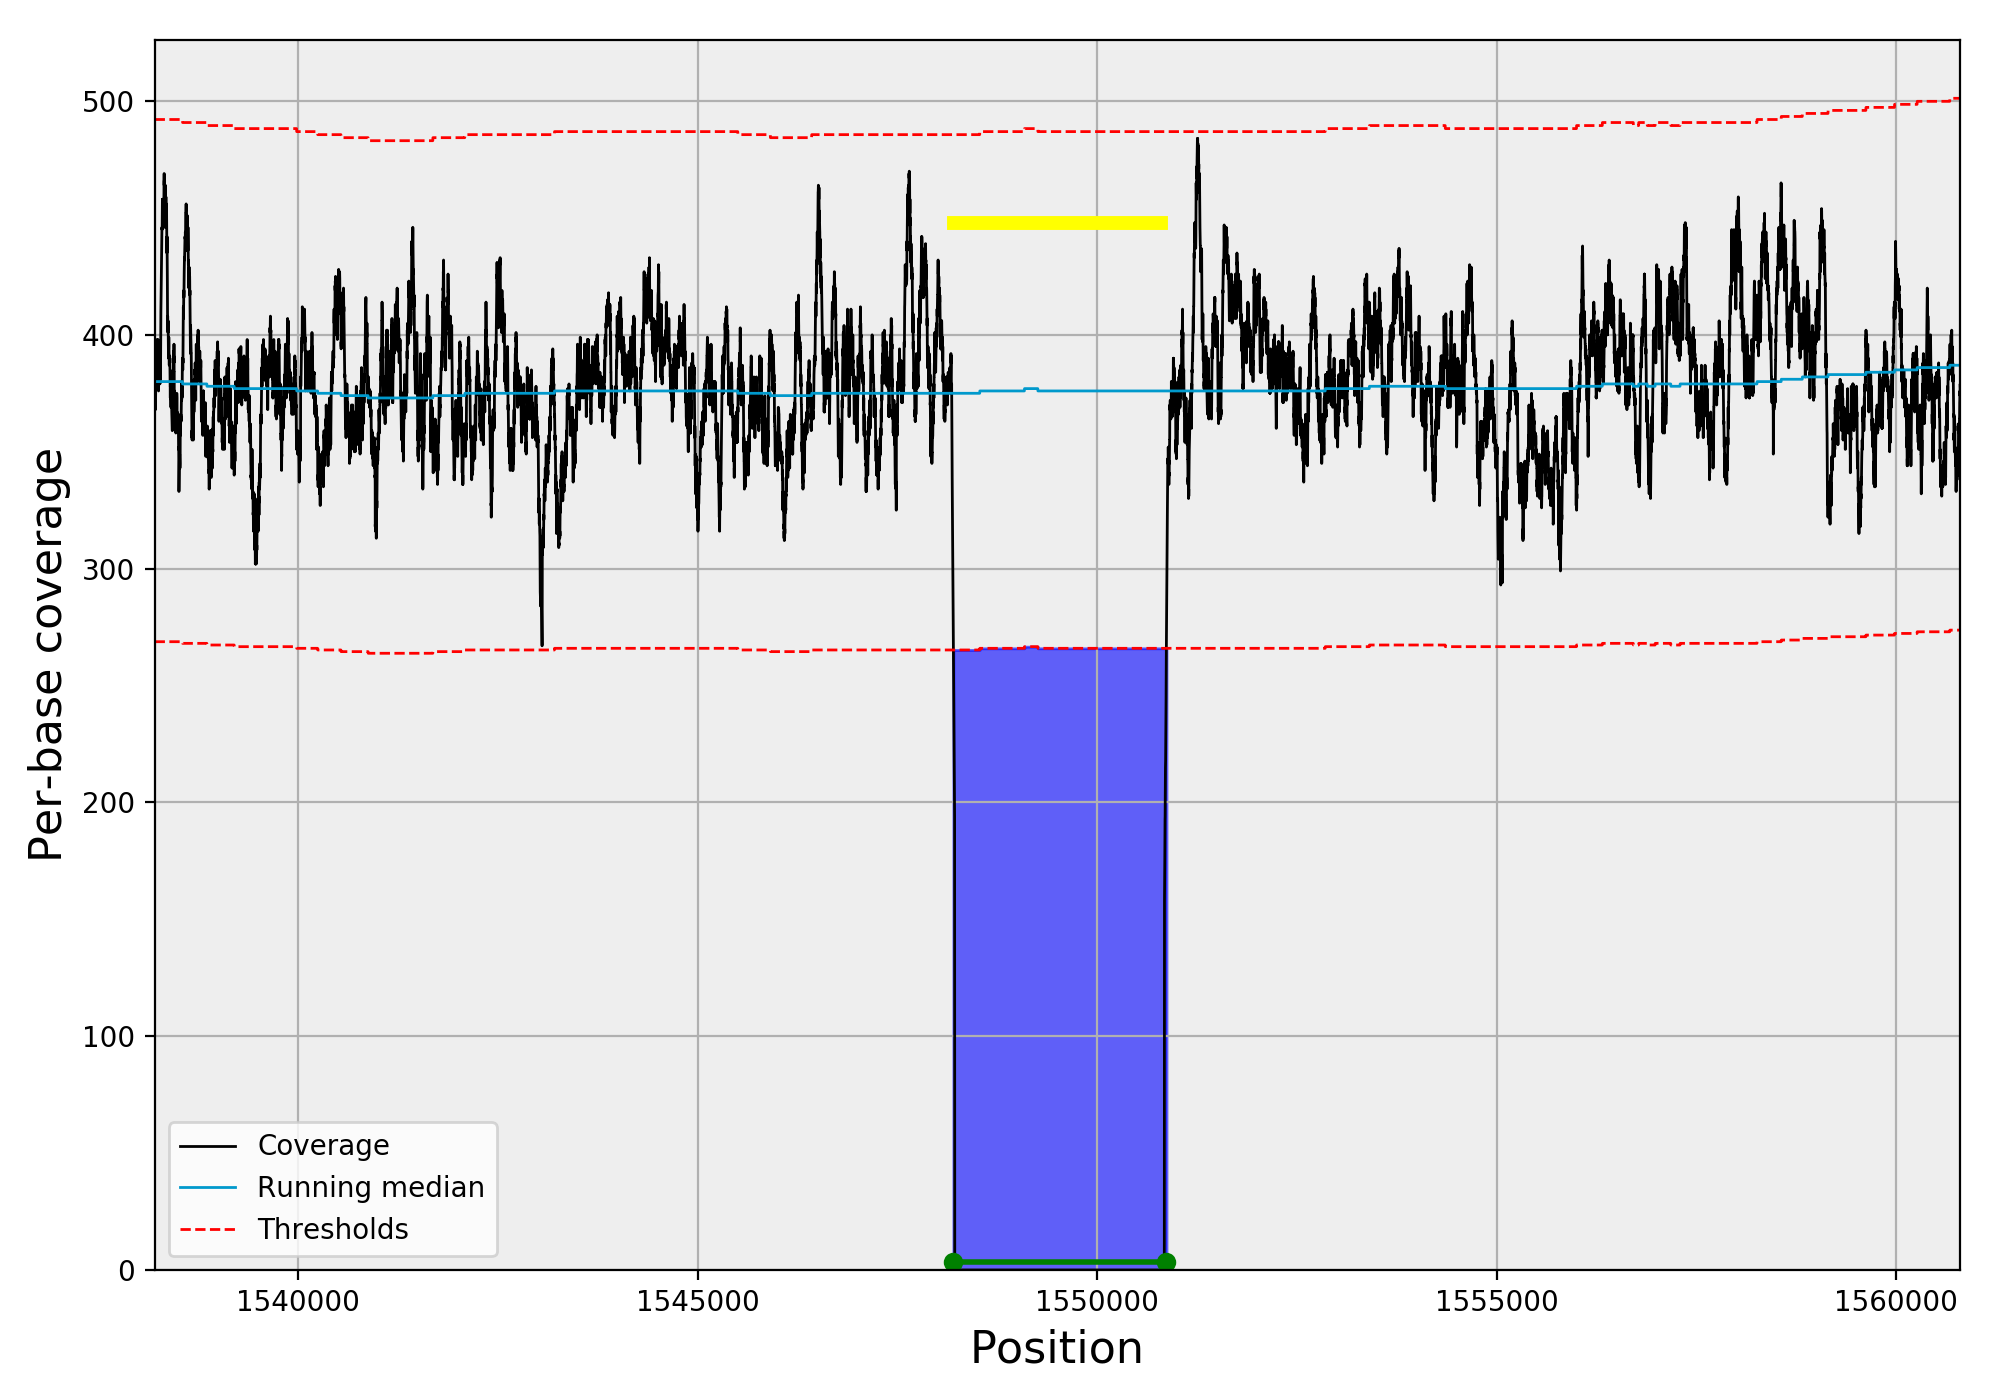 500
400
300
200
100
0
Per-base coverage
Coverage
Running median
Thresholds
1540000 1545000 1550000 1555000 1560000
Position